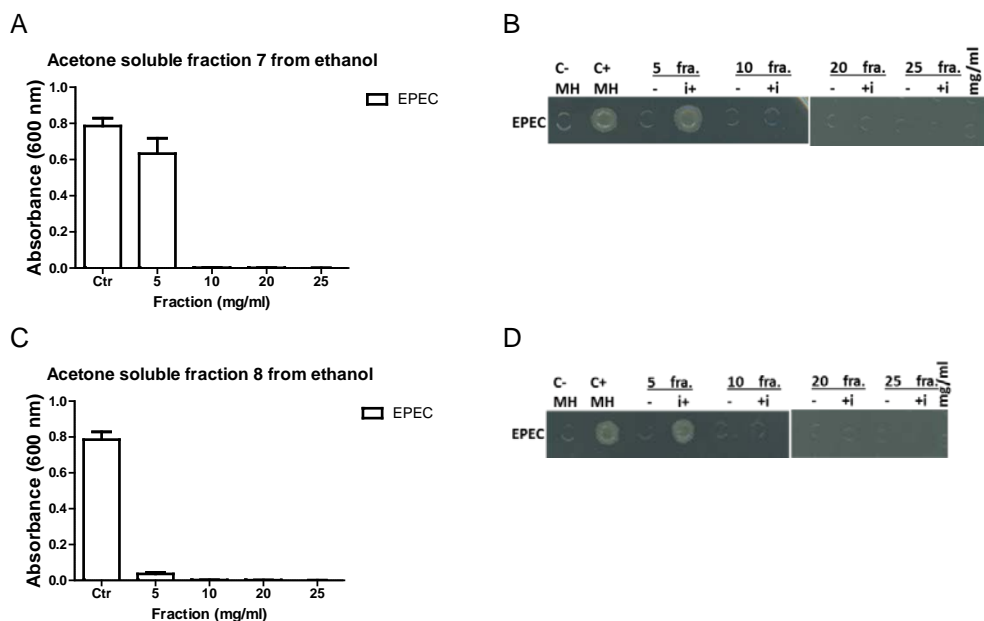 A
Acetone soluble fraction 7 from ethanol
EPEC
Absorbance (600 nm)
1.0
0.8
0.6
0.4
0.2
0.0
Ctr 5 10 20 25
Fraction (mg/ml)
B
C- C+ 5 fra. 10 fra. 20 fra. 25 fra. mg/ml
MH MH - i+ - +i - +i - +i
EPEC
C
Acetone soluble fraction 8 from ethanol
EPEC
Absorbance (600 nm)
1.0
0.8
0.6
0.4
0.2
0.0
Ctr 5 10 20 25
Fraction (mg/ml)
D
C- C+ 5 fra. 10 fra. 20 fra. 25 fra. mg/ml
MH MH - i+ - +i - +i - +i
EPEC